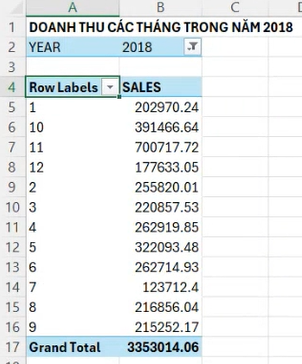 A B C
1 DOANH THU CÁC THÁNG TRONG NĂM 2018
2 YEAR 2018
3
4 Row Labels SALES
5 1 202970.24
6 10 391466.64
7 11 700717.72
8 12 177633.05
9 2 255820.01
10 3 220857.53
11 4 262919.85
12 5 322093.48
13 6 262714.93
14 7 123712.4
15 8 216856.04
16 9 215252.17
17 Grand Total 3353014.06